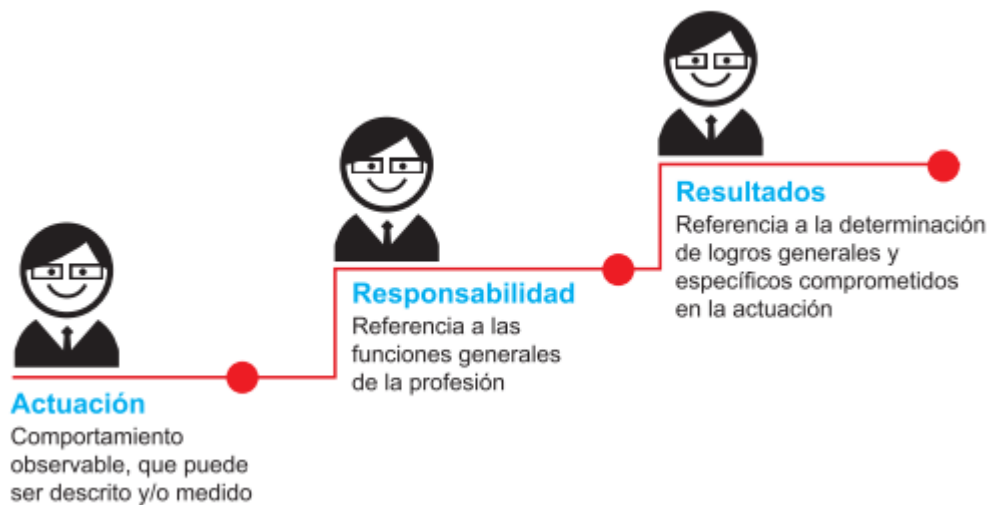 Actuación
Comportamiento
observable, que puede
ser descrito y/o medido
Responsabilidad
Referencia a las
funciones generales
de la profesión
Resultados
Referencia a la determinación
de logros generales y
específicos comprometidos
en la actuación